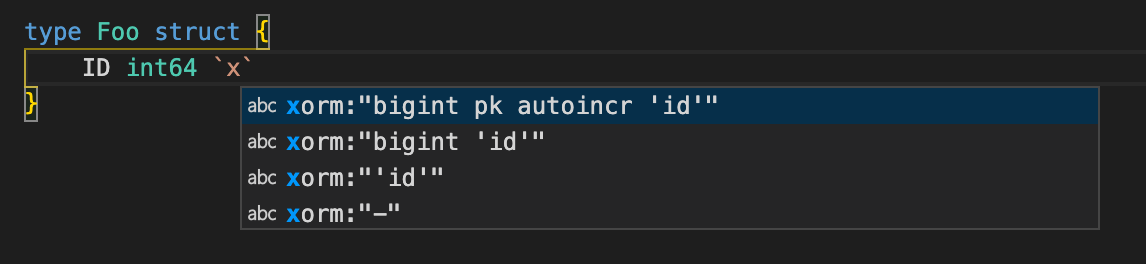 type Foo struct {
ID int64 `x`
}
abc xorm:"bigint pk autoincr 'id'"
abc xorm:"bigint 'id'"
abc xorm:"'id'"
abc xorm:"-"